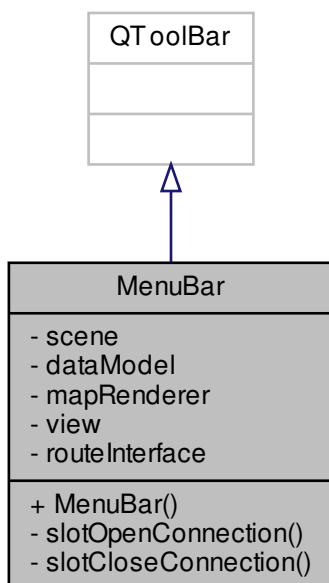 QToolBar
MenuBar
- scene
- dataModel
- mapRenderer
- view
- routeInterface
+ MenuBar()
- slotOpenConnection()
- slotCloseConnection()